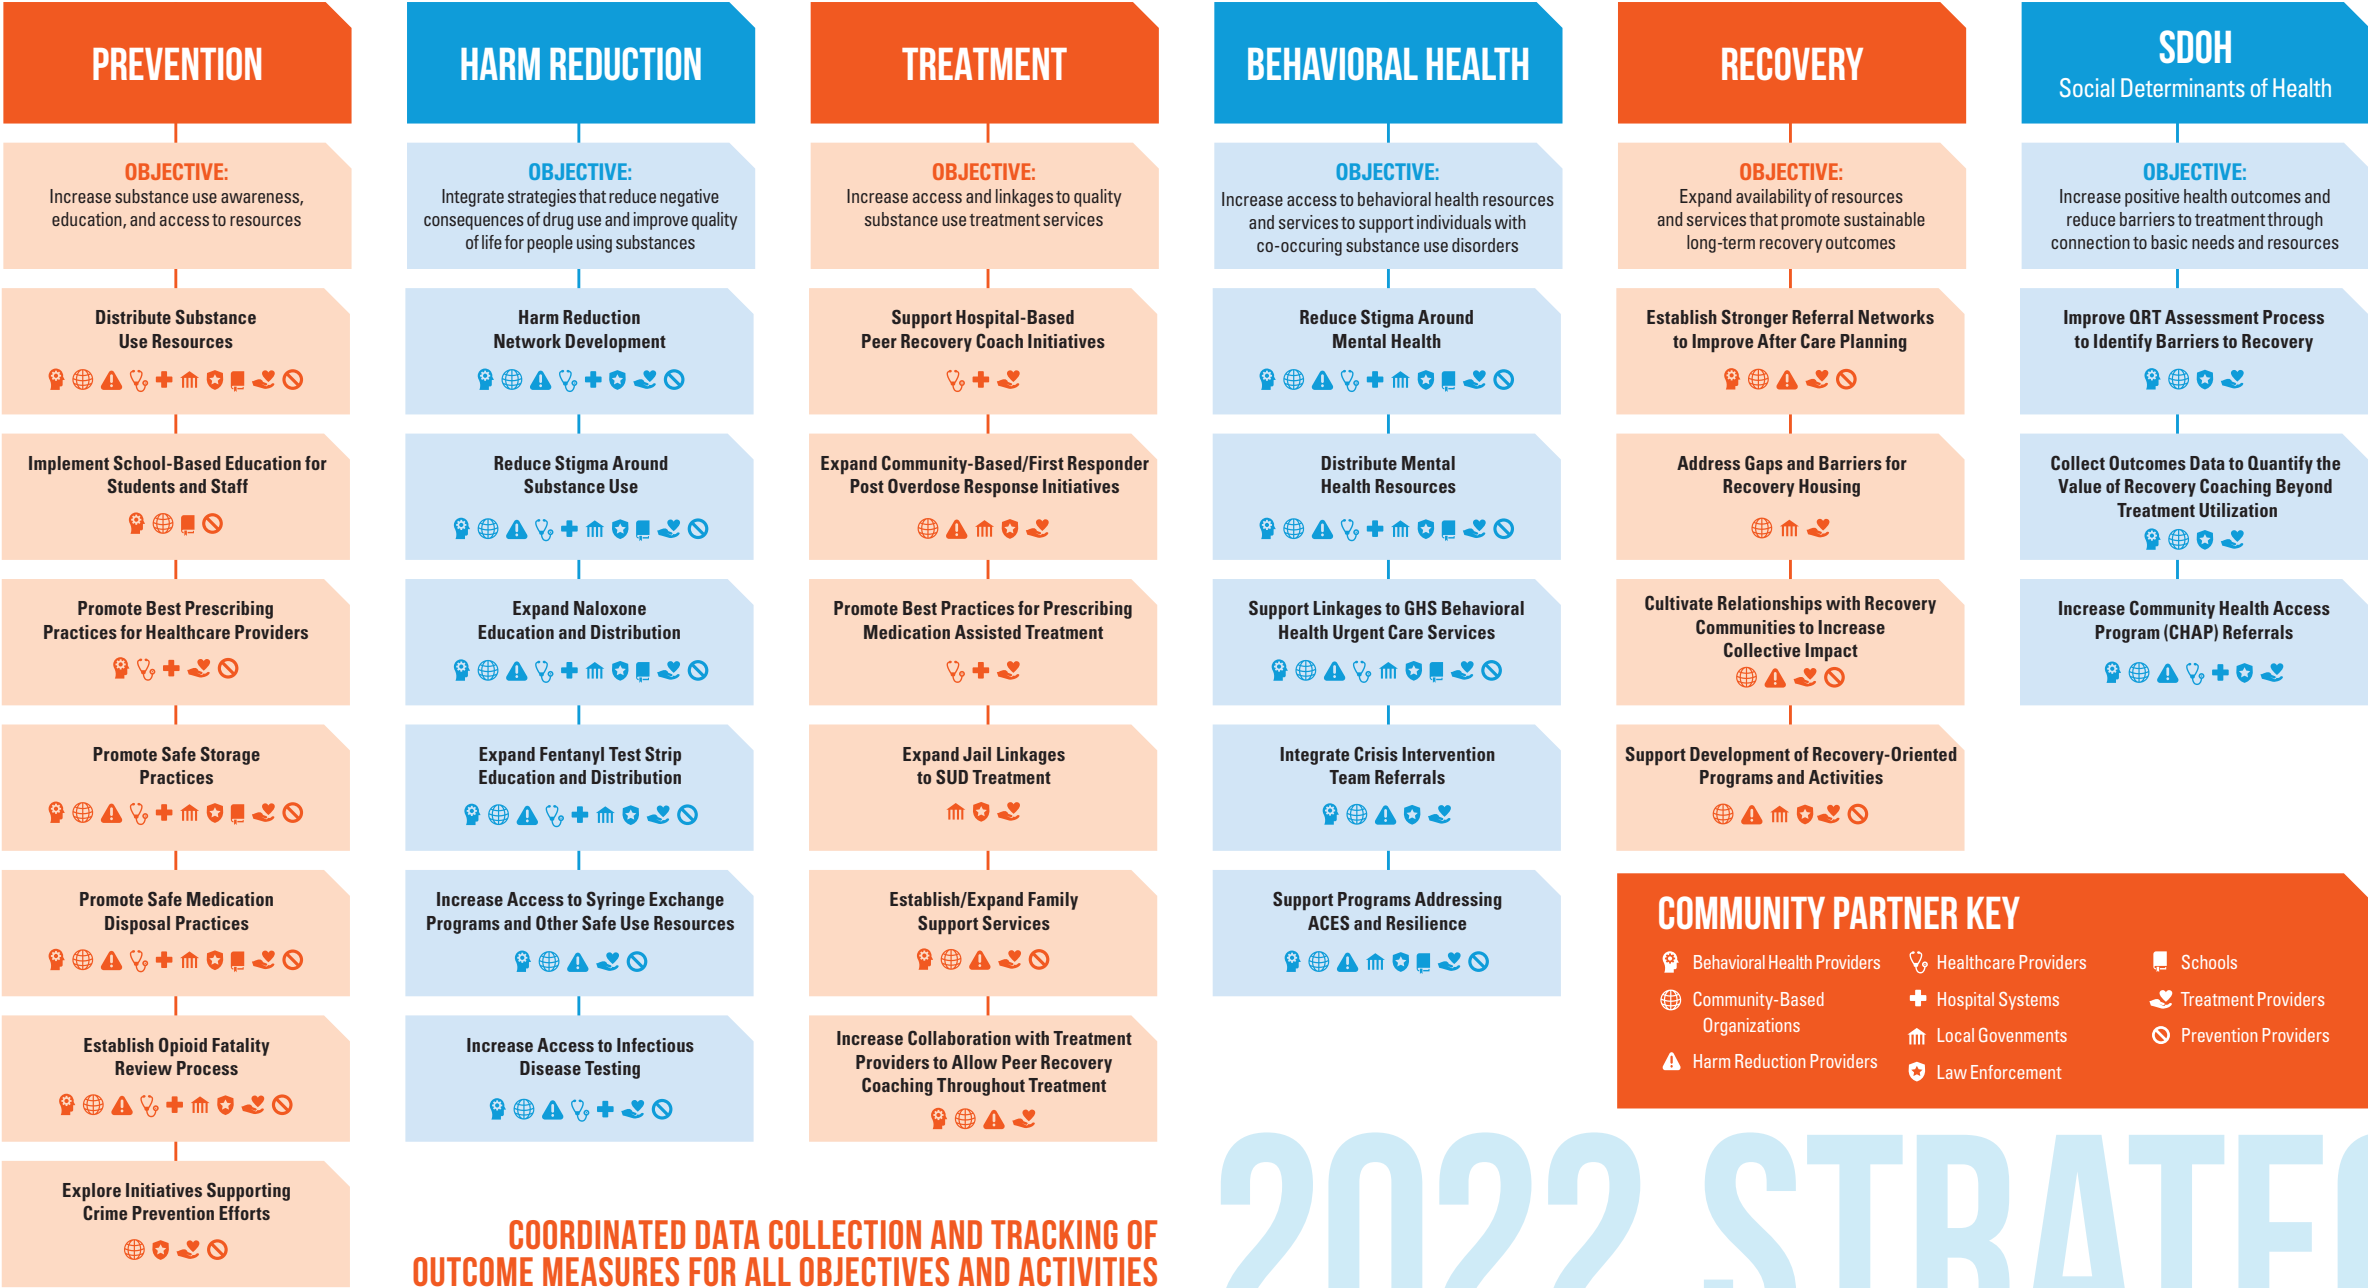 PREVENTION
OBJECTIVE:
Increase substance use awareness,
education, and access to resources
Distribute Substance
Use Resources
Implement School-Based Education for
Students and Staff
Promote Best Prescribing
Practices for Healthcare Providers
Promote Safe Storage
Practices
Promote Safe Medication
Disposal Practices
Establish Opioid Fatality
Review Process
Explore Initiatives Supporting
Crime Prevention Efforts
HARM REDUCTION
OBJECTIVE:
Integrate strategies that reduce negative
consequences of drug use and improve quality
of life for people using substances
Harm Reduction
Network Development
Reduce Stigma Around
Substance Use
Expand Naloxone
Education and Distribution
Expand Fentanyl Test Strip
Education and Distribution
Increase Access to Syringe Exchange
Programs and Other Safe Use Resources
Increase Access to Infectious
Disease Testing
TREATMENT
OBJECTIVE:
Increase access and linkages to quality
substance use treatment services
Support Hospital-Based
Peer Recovery Coach Initiatives
Expand Community-Based/First Responder
Post Overdose Response Initiatives
Promote Best Practices for Prescribing
Medication Assisted Treatment
Expand Jail Linkages
to SUD Treatment
Establish/Expand Family
Support Services
Increase Collaboration with Treatment
Providers to Allow Peer Recovery
Coaching Throughout Treatment
BEHAVIORAL HEALTH
OBJECTIVE:
Increase access to behavioral health resources
and services to support individuals with
co-occuring substance use disorders
Reduce Stigma Around
Mental Health
Distribute Mental
Health Resources
Support Linkages to GHS Behavioral
Health Urgent Care Services
Integrate Crisis Intervention
Team Referrals
Support Programs Addressing
ACES and Resilience
RECOVERY
OBJECTIVE:
Expand availability of resources
and services that promote sustainable
long-term recovery outcomes
Establish Stronger Referral Networks
to Improve After Care Planning
Address Gaps and Barriers for
Recovery Housing
Cultivate Relationships with Recovery
Communities to Increase
Collective Impact
Support Development of Recovery-Oriented
Programs and Activities
SDOH
Social Determinants of Health
OBJECTIVE:
Increase positive health outcomes and
reduce barriers to treatment through
connection to basic needs and resources
Improve QRT Assessment Process
to Identify Barriers to Recovery
Collect Outcomes Data to Quantify the
Value of Recovery Coaching Beyond
Treatment Utilization
Increase Community Health Access
Program (CHAP) Referrals
COMMUNITY PARTNER KEY
Behavioral Health Providers
Community-Based
Organizations
Harm Reduction Providers
Healthcare Providers
Hospital Systems
Local Govenments
Law Enforcement
Schools
Treatment Providers
Prevention Providers
COORDINATED DATA COLLECTION AND TRACKING OF
OUTCOME MEASURES FOR ALL OBJECTIVES AND ACTIVITIES
2022